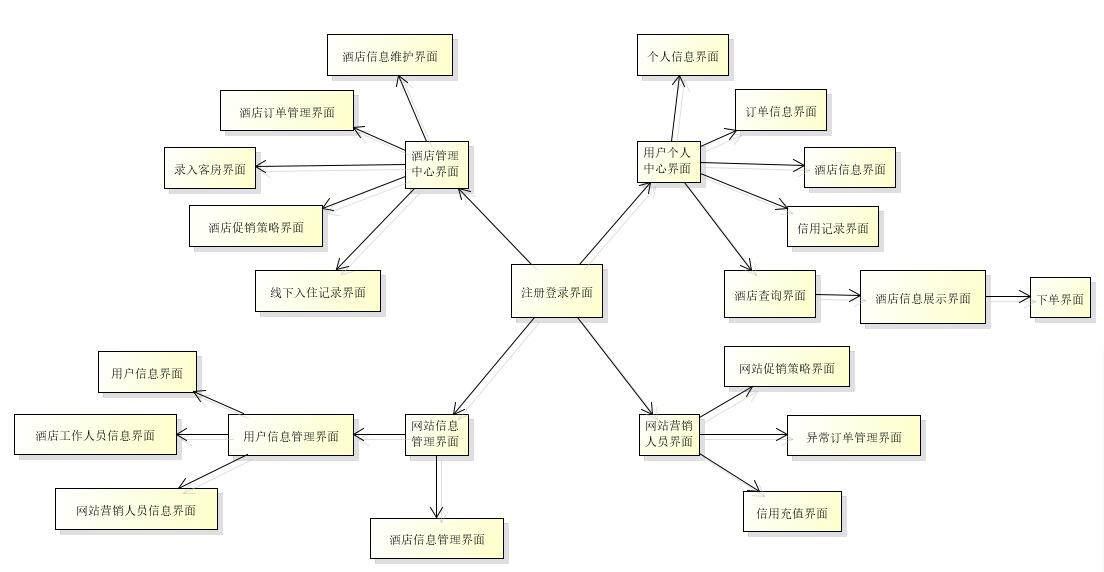 酒店信息维护界面
个人信息界面
酒店订单管理界面
订单信息界面
酒店管理
中心界面
用户个人
中心界面
录入客房界面
酒店信息界面
酒店促销策略界面
信用记录界面
线下入住记录界面
注册登录界面
酒店查询界面
酒店信息展示界面
下单界面
用户信息界面
网站促销策略界面
酒店工作人员信息界面
用户信息管理界面
网站信息
管理界面
网站营销
人员界面
异常订单管理界面
网站营销人员信息界面
信用充值界面
酒店信息管理界面